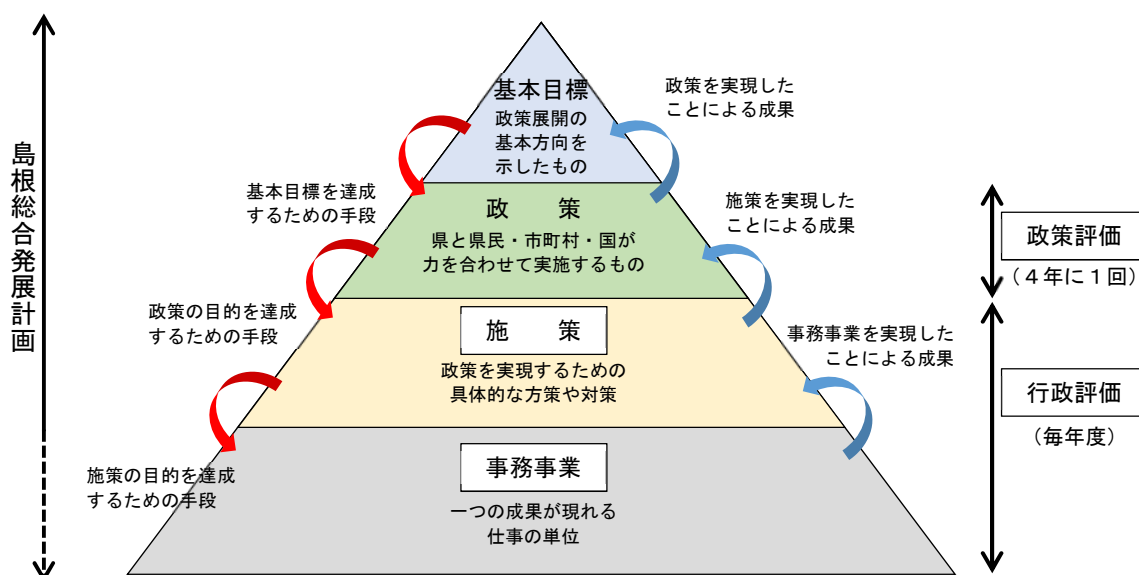 島根総合発展計画
基本目標
政策展開の
基本方向を
示したもの
政策を実現した
ことによる成果
基本目標を達成
するための手段
政　策
県と県民・市町村・国が
力を合わせて実施するもの
施策を実現した
ことによる成果
政策評価
（４年に１回）
政策の目的を達成
するための手段
施　策
政策を実現するための
具体的な方策や対策
事務事業を実現した
ことによる成果
行政評価
（毎年度）
施策の目的を達成
するための手段
事務事業
一つの成果が現れる
仕事の単位